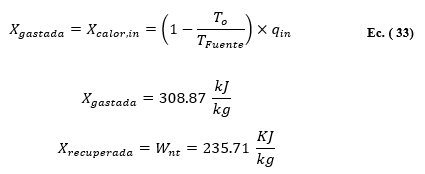 X_gastada = X_calor,in = (1 − T_o / T_Fuente) × q_in Ec. ( 33)
X_gastada = 308.87 kJ/kg
X_recuperada = W_nt = 235.71 KJ/kg